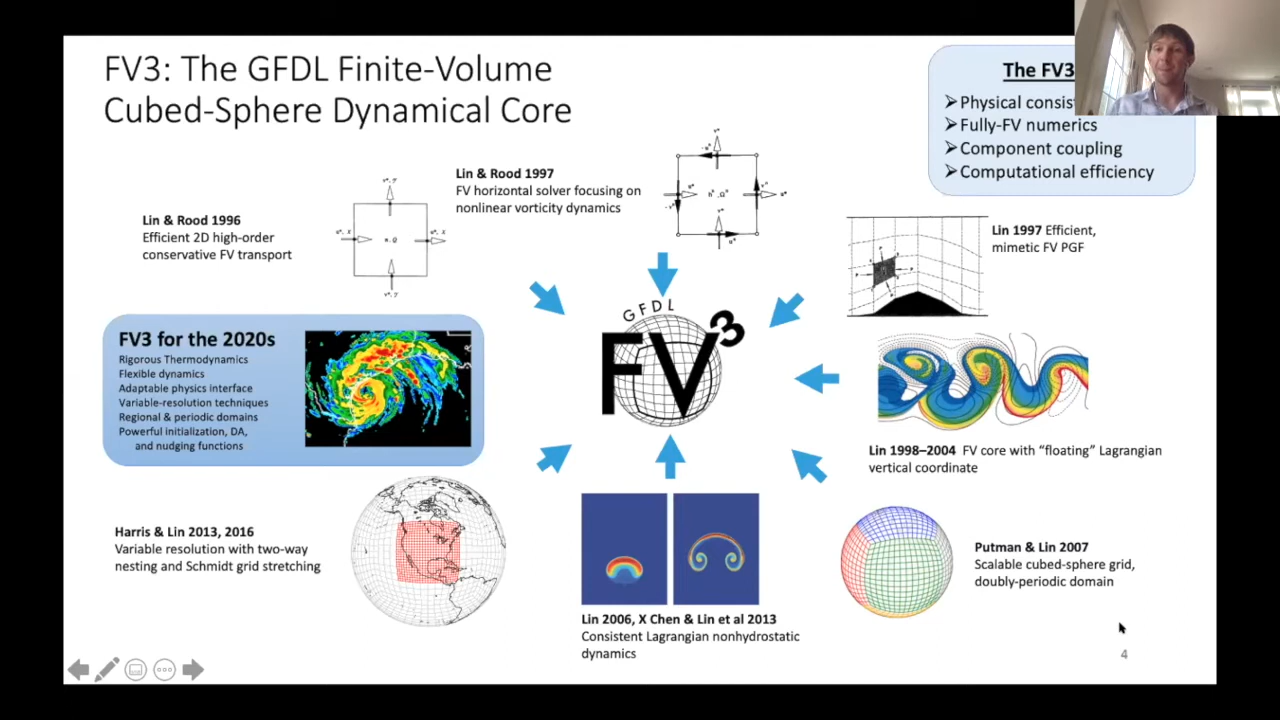 FV3: The GFDL Finite-Volume
Cubed-Sphere Dynamical Core
The FV3
Physical
Fully-FV numerics
Component coupling
Computational efficiency
Lin & Rood 1997
FV horizontal solver focusing on
nonlinear vorticity dynamics
Lin & Rood 1996
Efficient 2D high-order
conservative FV transport
Lin 1997 Efficient,
mimetic FV PGF
GFDL
FV3
FV3 for the 2020s
Rigorous Thermodynamics
Flexible dynamics
Adaptable physics interface
Variable-resolution techniques
Regional & periodic domains
Powerful initialization, DA,
and nudging functions
Lin 1998–2004 FV core with “floating” Lagrangian
vertical coordinate
Harris & Lin 2013, 2016
Variable resolution with two-way
nesting and Schmidt grid stretching
Putman & Lin 2007
Scalable cubed-sphere grid,
doubly-periodic domain
Lin 2006, X Chen & Lin et al 2013
Consistent Lagrangian nonhydrostatic
dynamics
4